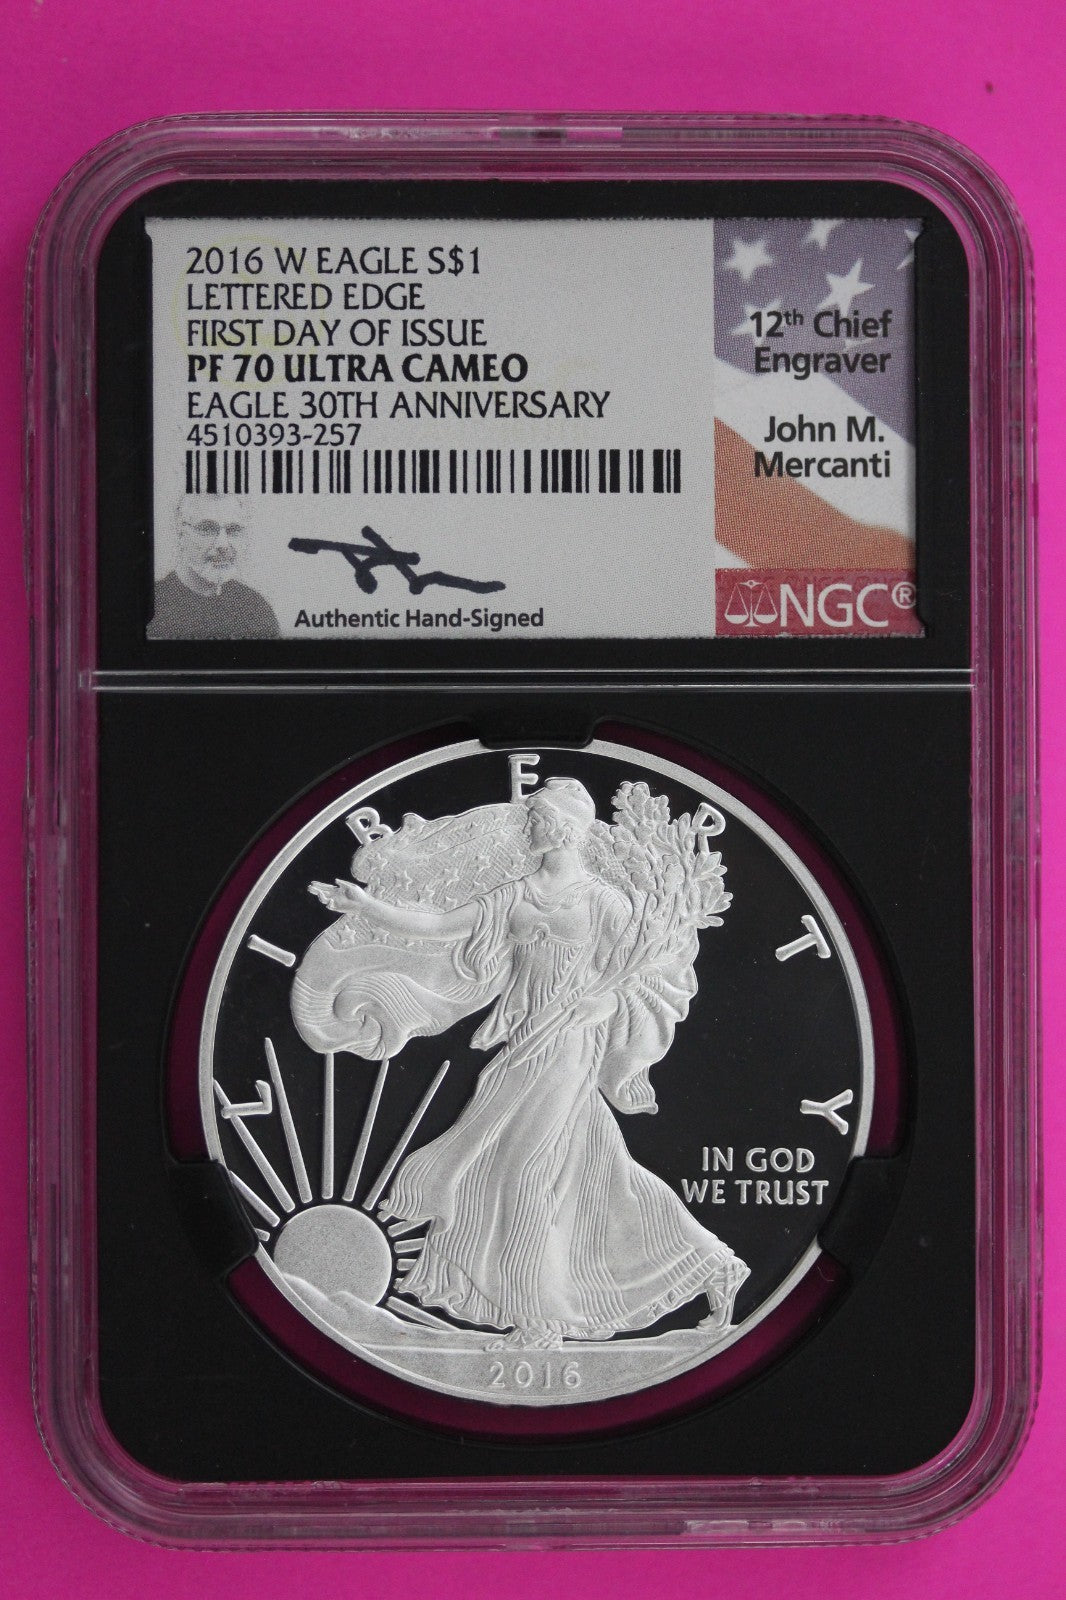 2016 W EAGLE S$1
LETTERED EDGE
FIRST DAY OF ISSUE
PF 70 ULTRA CAMEO
EAGLE 30TH ANNIVERSARY
4510393-257
Authentic Hand-Signed
12th Chief
Engraver
John M.
Mercanti
NGC®
LIBERTY
IN GOD
WE TRUST
2016